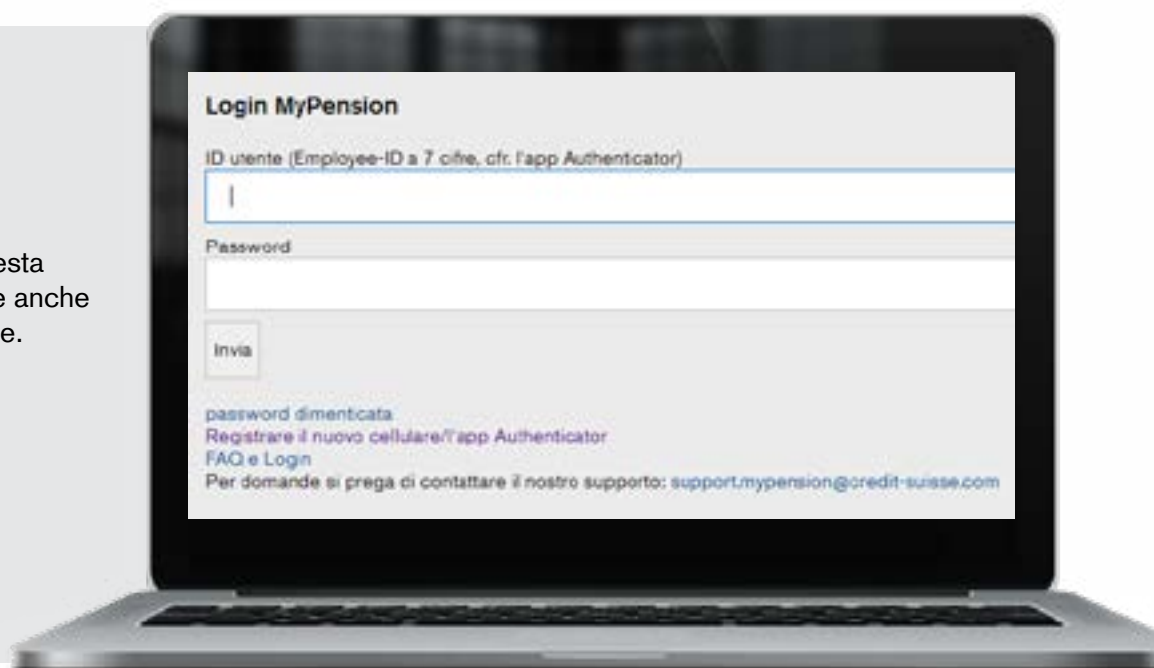 esta
e anche
e.
Login MyPension
ID utente (Employee-ID a 7 cifre, cfr. l'app Authenticator)
Password
Invia
password dimenticata
Registrare il nuovo cellulare/l'app Authenticator
FAQ e Login
Per domande si prega di contattare il nostro supporto: support.mypension@credit-suisse.com